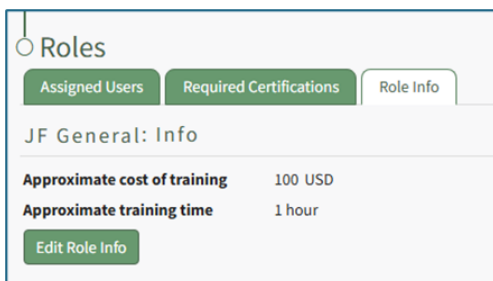 Roles
Assigned Users Required Certifications Role Info
JF General: Info
Approximate cost of training 100 USD
Approximate training time 1 hour
Edit Role Info